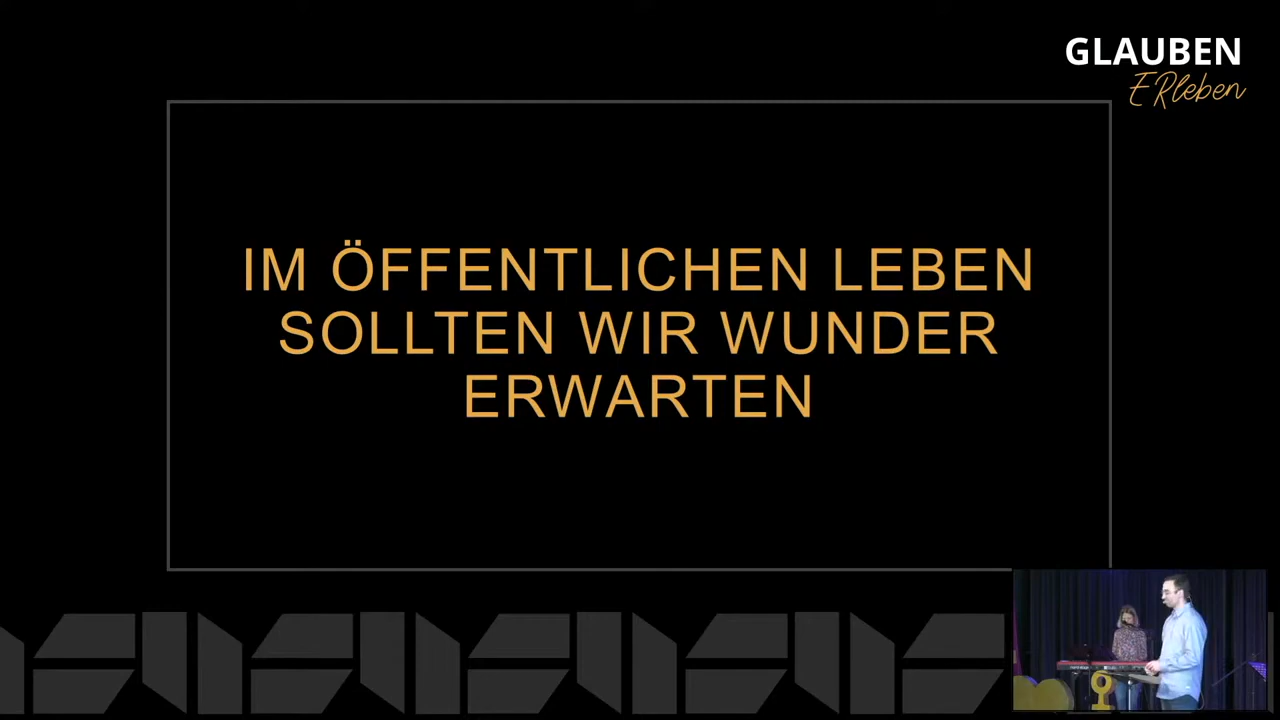 GLAUBEN
ERleben
IM ÖFFENTLICHEN LEBEN
SOLLTEN WIR WUNDER
ERWARTEN